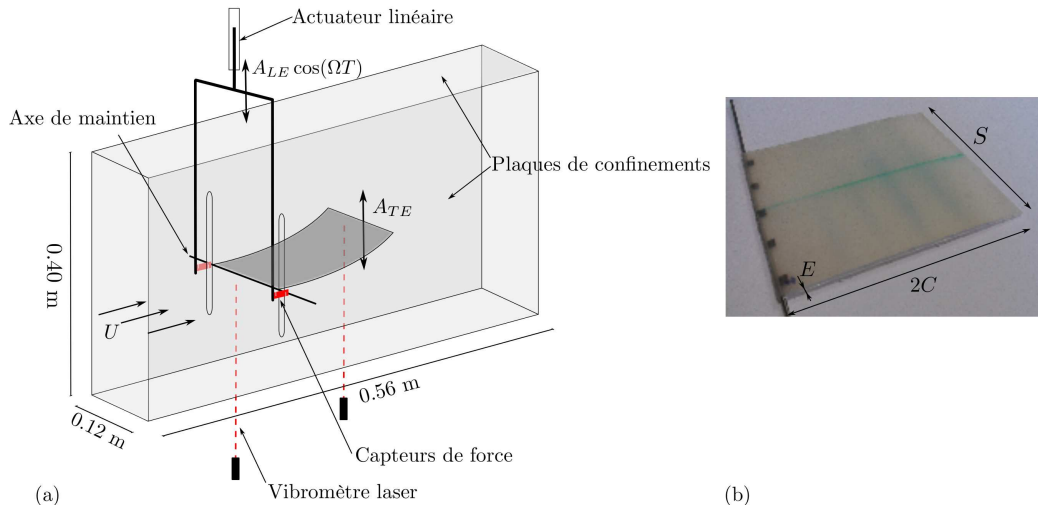 Actuateur linéaire
A_{LE} cos(ΩT)
Axe de maintien
Plaques de confinements
A_{TE}
0.40 m
U
0.56 m
0.12 m
Capteurs de force
Vibromètre laser
(a)
S
E
2C
(b)